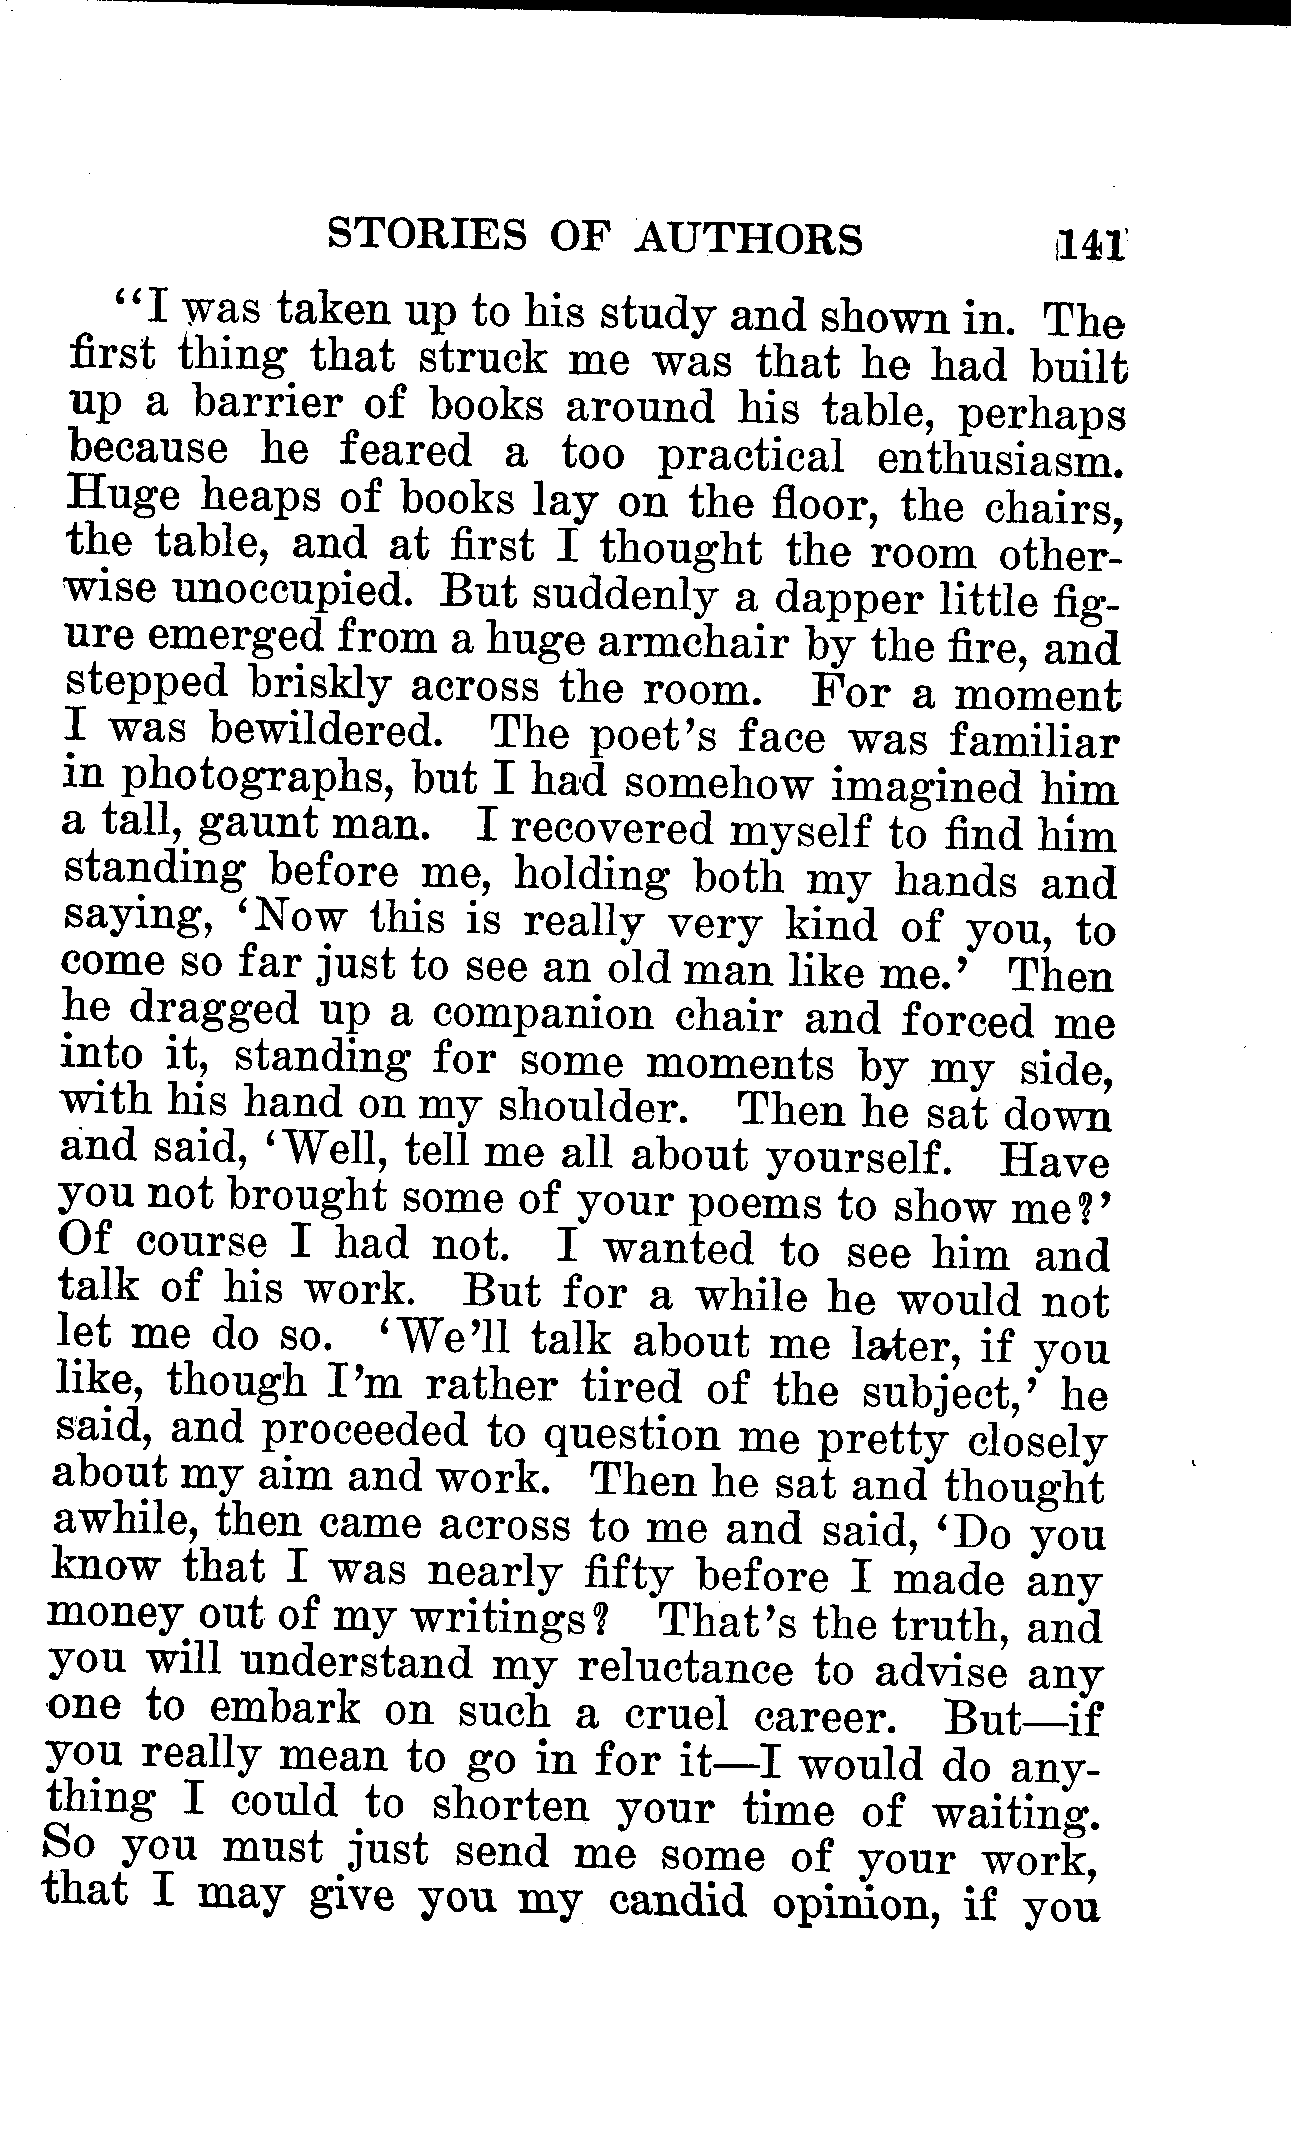 STORIES OF AUTHORS 141
“I was taken up to his study and shown in. The
first thing that struck me was that he had built
up a barrier of books around his table, perhaps
because he feared a too practical enthusiasm.
Huge heaps of books lay on the floor, the chairs,
the table, and at first I thought the room other-
wise unoccupied. But suddenly a dapper little fig-
ure emerged from a huge armchair by the fire, and
stepped briskly across the room. For a moment
I was bewildered. The poet’s face was familiar
in photographs, but I had somehow imagined him
a tall, gaunt man. I recovered myself to find him
standing before me, holding both my hands and
saying, ‘Now this is really very kind of you, to
come so far just to see an old man like me.’ Then
he dragged up a companion chair and forced me
into it, standing for some moments by my side,
with his hand on my shoulder. Then he sat down
and said, ‘Well, tell me all about yourself. Have
you not brought some of your poems to show me?’
Of course I had not. I wanted to see him and
talk of his work. But for a while he would not
let me do so. ‘We’ll talk about me later, if you
like, though I’m rather tired of the subject,’ he
said, and proceeded to question me pretty closely
about my aim and work. Then he sat and thought
awhile, then came across to me and said, ‘Do you
know that I was nearly fifty before I made any
money out of my writings? That’s the truth, and
you will understand my reluctance to advise any
one to embark on such a cruel career. But—if
you really mean to go in for it—I would do any-
thing I could to shorten your time of waiting.
So you must just send me some of your work,
that I may give you my candid opinion, if you